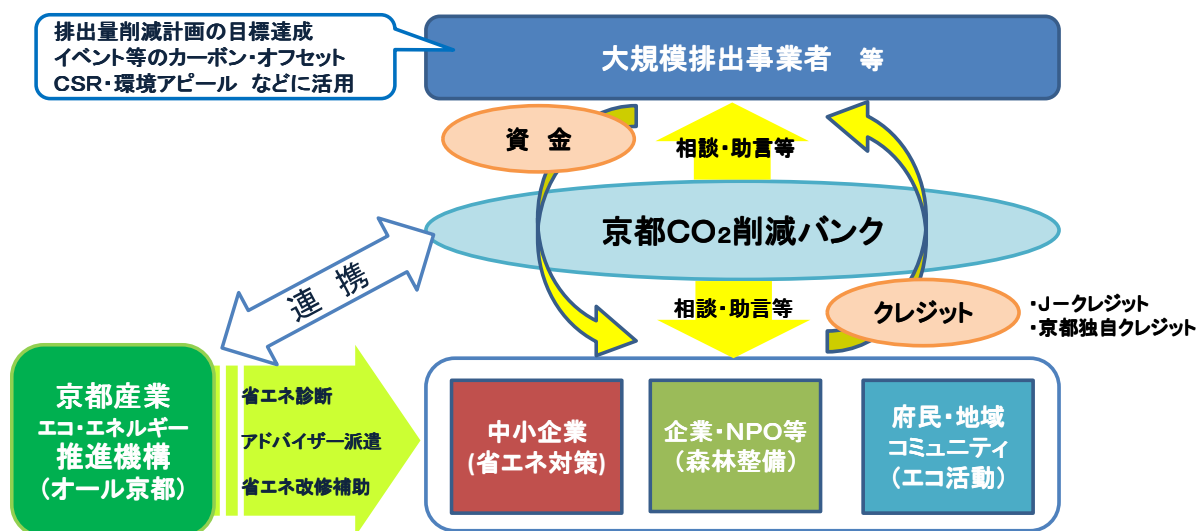 排出量削減計画の目標達成
イベント等のカーボン・オフセット
CSR・環境アピール などに活用
大規模排出事業者 等
資 金
相談・助言等
京都CO₂削減バンク
連 携
相談・助言等
クレジット
・J－クレジット
・京都独自クレジット
京都産業
エコ・エネルギー
推進機構
(オール京都)
省エネ診断
アドバイザー派遣
省エネ改修補助
中小企業
(省エネ対策)
企業・NPO等
(森林整備)
府民・地域
コミュニティ
(エコ活動)